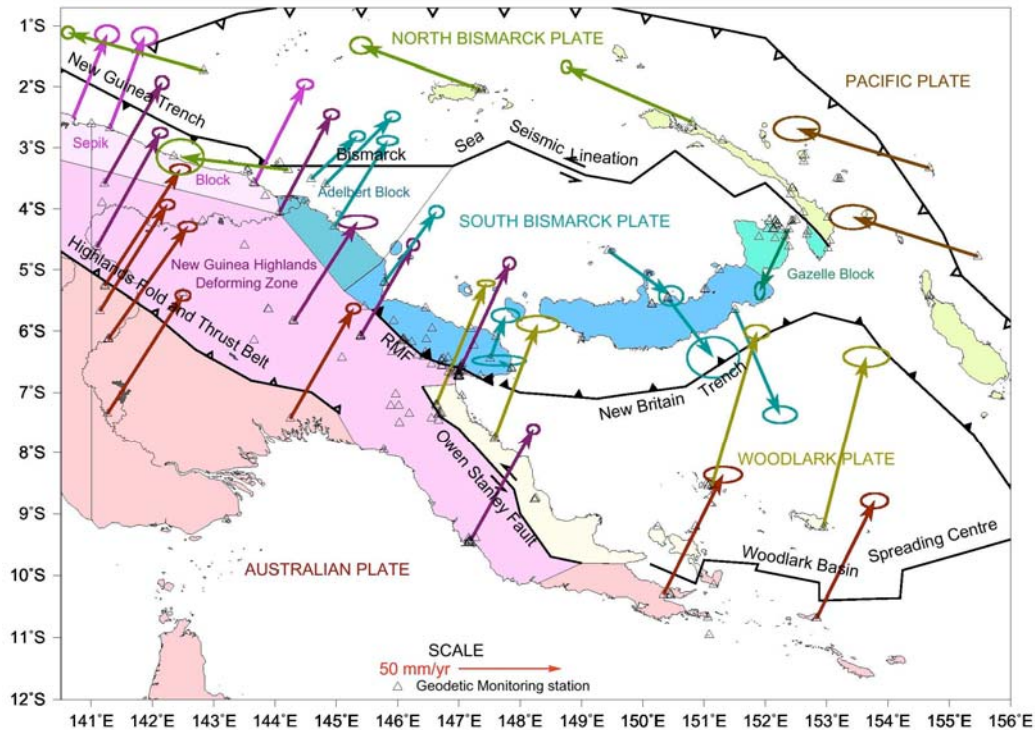 1°S
2°S
3°S
4°S
5°S
6°S
7°S
8°S
9°S
10°S
11°S
12°S
NORTH BISMARCK PLATE
PACIFIC PLATE
New Guinea Trench
Sepik
Block
Bismarck
Sea
Seismic Lineation
Adelbert Block
SOUTH BISMARCK PLATE
Gazelle Block
New Guinea Highlands
Deforming Zone
Highlands Fold and Thrust Belt
RMF
New Britain
Trench
Owen Stanley Fault
WOODLARK PLATE
Woodlark Basin
Spreading Centre
AUSTRALIAN PLATE
SCALE
50 mm/yr
Geodetic Monitoring station
141°E 142°E 143°E 144°E 145°E 146°E 147°E 148°E 149°E 150°E 151°E 152°E 153°E 154°E 155°E 156°E